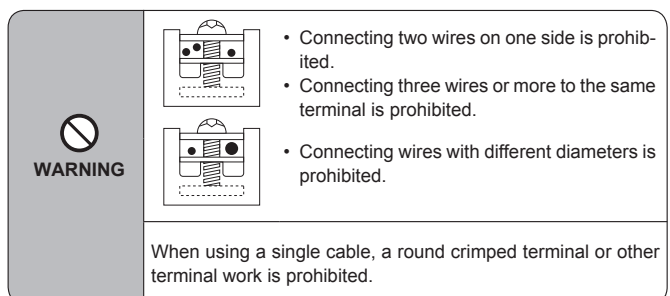 WARNING
• Connecting two wires on one side is prohib-
ited.
• Connecting three wires or more to the same
terminal is prohibited.
• Connecting wires with different diameters is
prohibited.
When using a single cable, a round crimped terminal or other
terminal work is prohibited.